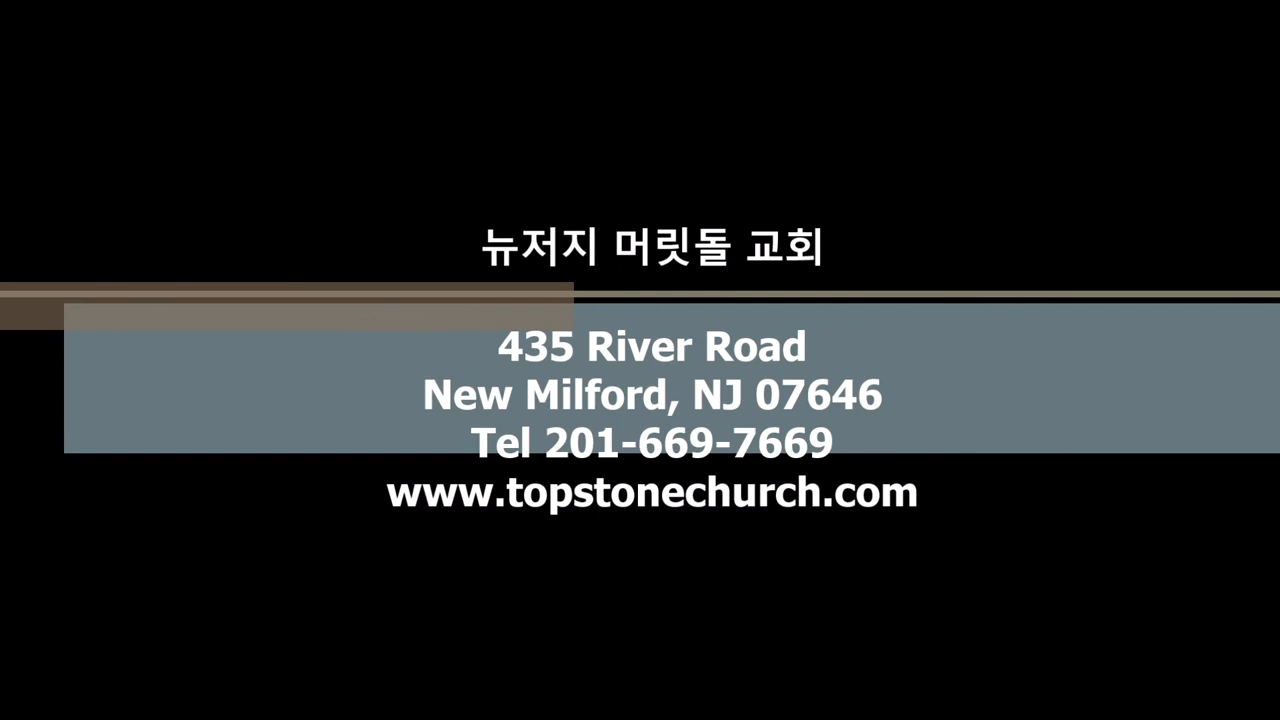 뉴저지 머릿돌 교회
435 River Road
New Milford, NJ 07646
Tel 201-669-7669
www.topstonechurch.com